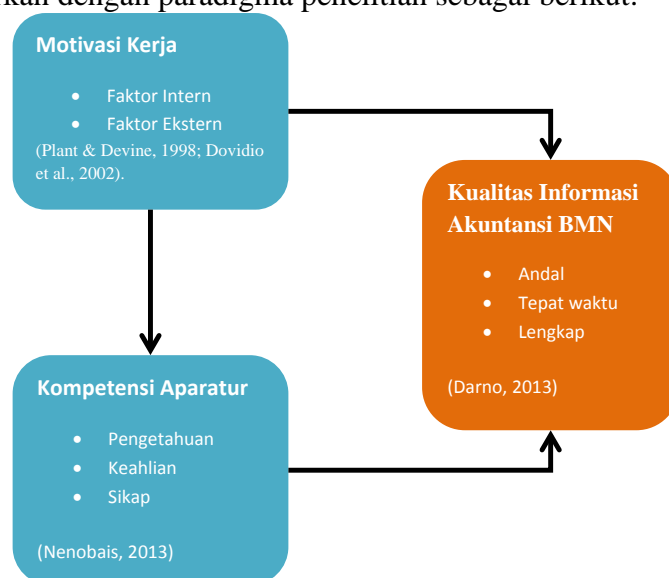 dengan paradigma penelitian sebagai berikut:
Motivasi Kerja
• Faktor Intern
• Faktor Ekstern
(Plant & Devine, 1998; Dovidio
et al., 2002).
Kualitas Informasi
Akuntansi BMN
• Andal
• Tepat waktu
• Lengkap
(Darno, 2013)
Kompetensi Aparatur
• Pengetahuan
• Keahlian
• Sikap
(Nenobais, 2013)